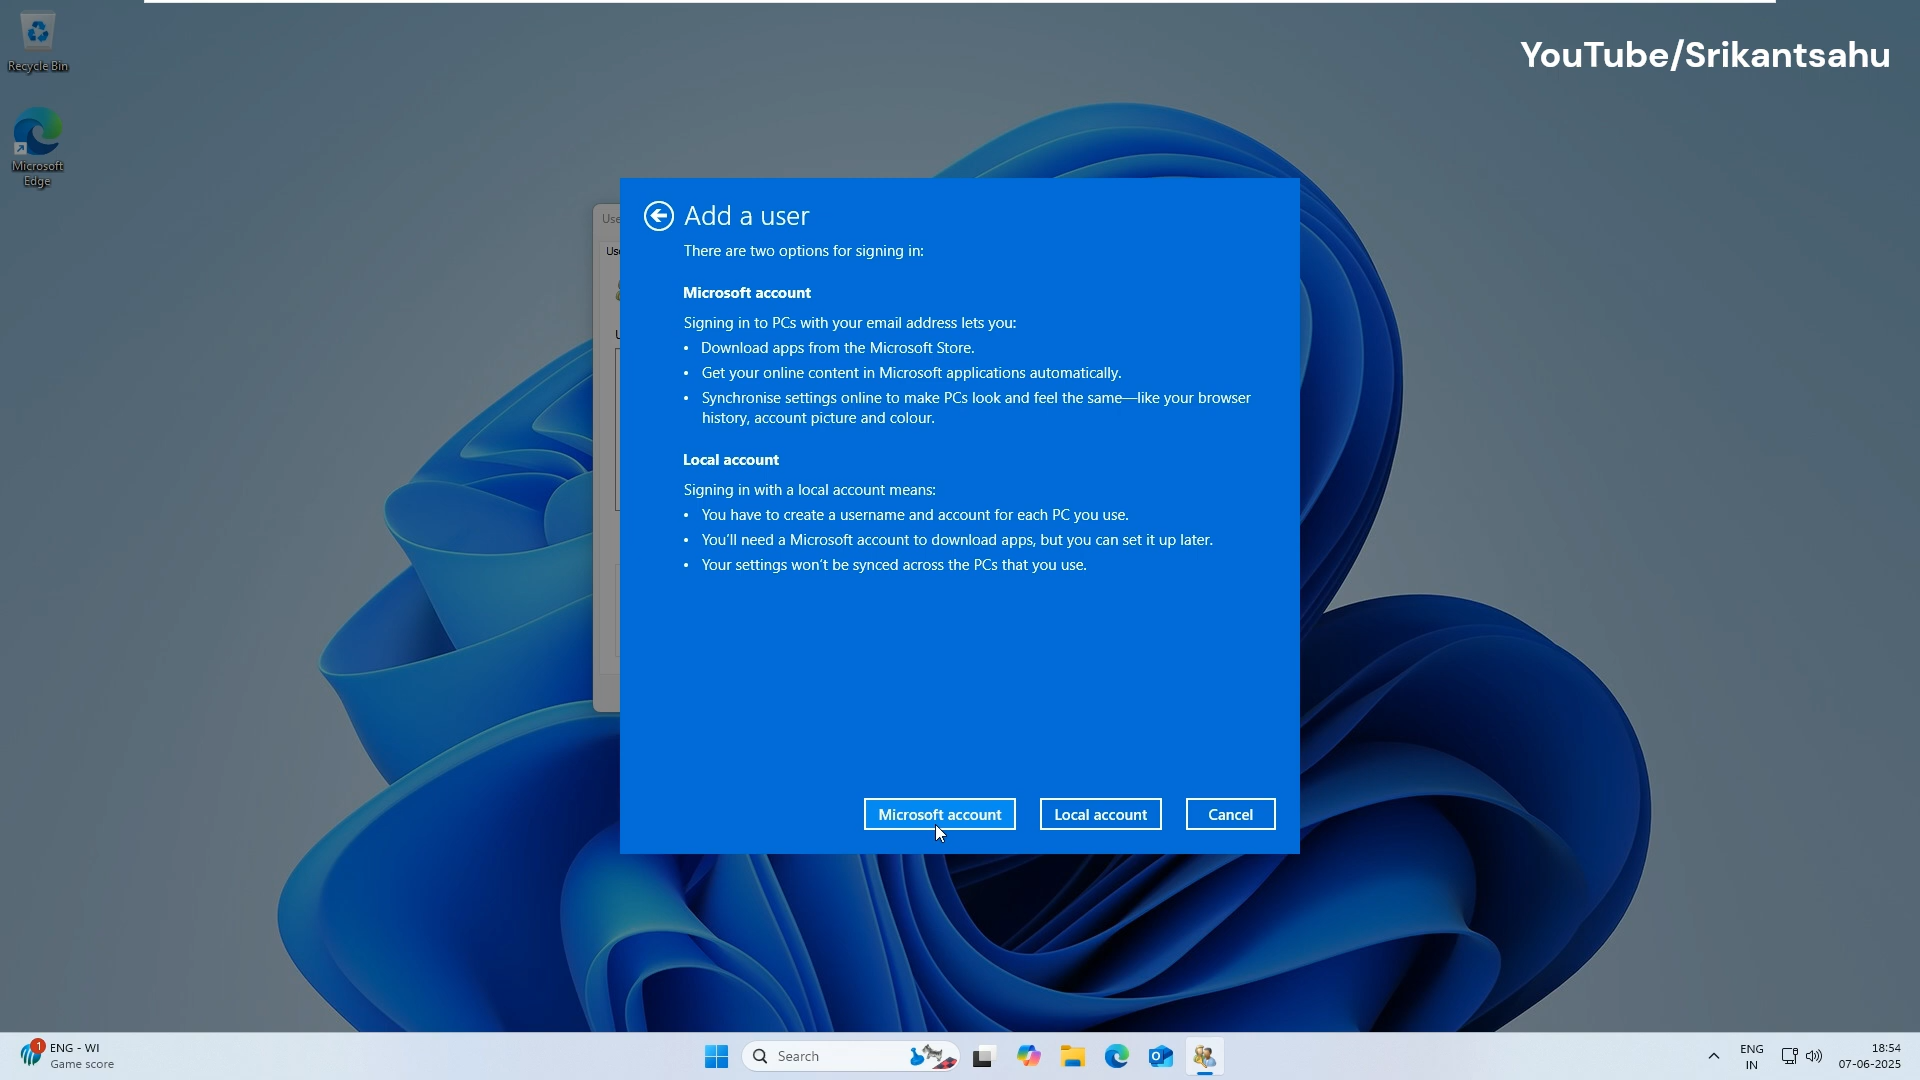 YouTube/Srikantsahu
Recycle Bin
Microsoft
Edge
Add a user
There are two options for signing in:
Microsoft account
Signing in to PCs with your email address lets you:
• Download apps from the Microsoft Store.
• Get your online content in Microsoft applications automatically.
• Synchronise settings online to make PCs look and feel the same—like your browser
history, account picture and colour.
Local account
Signing in with a local account means:
• You have to create a username and account for each PC you use.
• You'll need a Microsoft account to download apps, but you can set it up later.
• Your settings won't be synced across the PCs that you use.
Microsoft account
Local account
Cancel
1
ENG - WI
Game score
Search
ENG
IN
18:54
07-06-2025